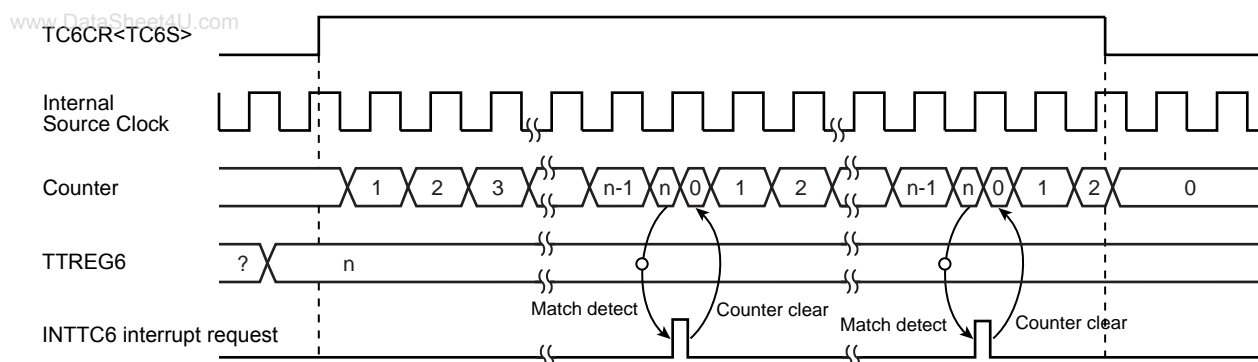 www.DataSheet4U.com
TC6CR<TC6S>
Internal
Source Clock
Counter
1 2 3 n-1 n 0 1 2 n-1 n 0 1 2 0
TTREG6
? n
Match detect Counter clear Match detect Counter clear
INTTC6 interrupt request